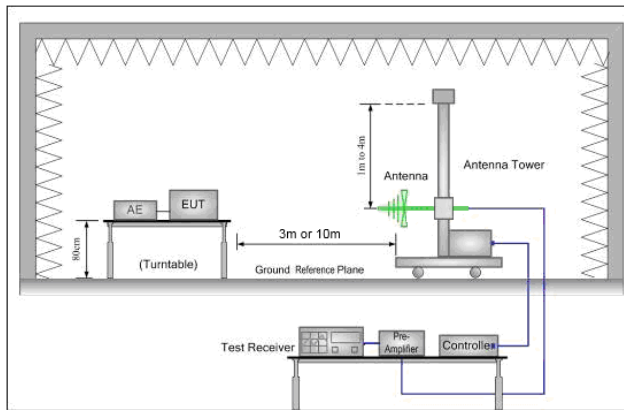 1m to 4m
Antenna
Antenna Tower
AE
EUT
80cm
3m or 10m
(Turntable)
Ground Reference Plane
Test Receiver
Pre-
Amplifier
Controlle